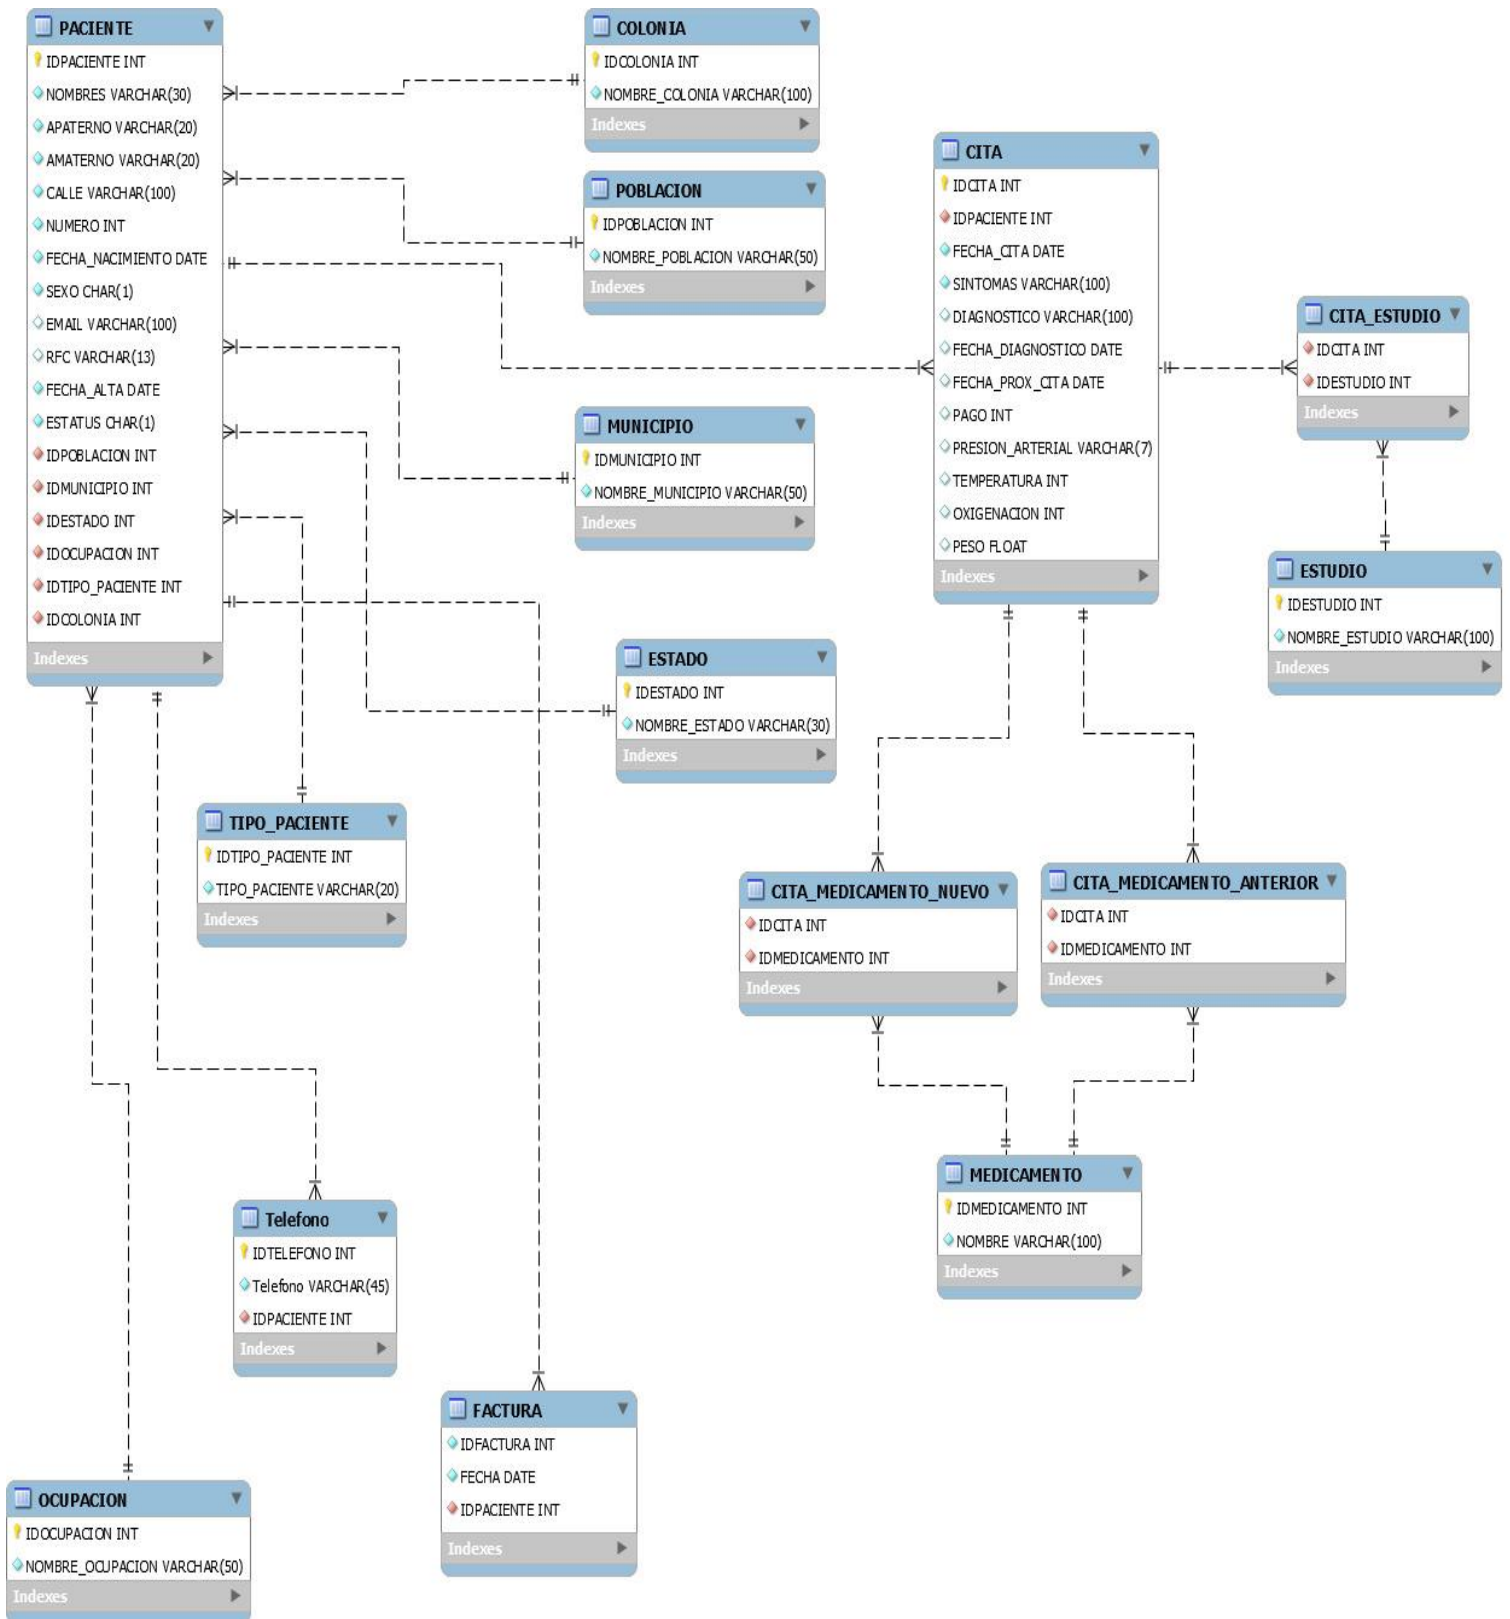 PACIENTE
IDPACIENTE INT
NOMBRES VARCHAR(30)
APATERNO VARCHAR(20)
AMATERNO VARCHAR(20)
CALLE VARCHAR(100)
NUMERO INT
FECHA_NACIMIENTO DATE
SEXO CHAR(1)
EMAIL VARCHAR(100)
RFC VARCHAR(13)
FECHA_ALTA DATE
ESTATUS CHAR(1)
IDPOBLACION INT
IDMUNICIPIO INT
IDESTADO INT
IDOCUPACION INT
IDTIPO_PACIENTE INT
IDCOLONIA INT
Indexes
COLONIA
IDCOLONIA INT
NOMBRE_COLONIA VARCHAR(100)
Indexes
POBLACION
IDPOBLACION INT
NOMBRE_POBLACION VARCHAR(50)
Indexes
CITA
IDCITA INT
IDPACIENTE INT
FECHA_CITA DATE
SINTOMAS VARCHAR(100)
DIAGNOSTICO VARCHAR(100)
FECHA_DIAGNOSTICO DATE
FECHA_PROX_CITA DATE
PAGO INT
PRESION_ARTERIAL VARCHAR(7)
TEMPERATURA INT
OXIGENACION INT
PESO FLOAT
Indexes
CITA_ESTUDIO
IDCITA INT
IDESTUDIO INT
Indexes
MUNICIPIO
IDMUNICIPIO INT
NOMBRE_MUNICIPIO VARCHAR(50)
Indexes
ESTUDIO
IDESTUDIO INT
NOMBRE_ESTUDIO VARCHAR(100)
Indexes
ESTADO
IDESTADO INT
NOMBRE_ESTADO VARCHAR(30)
Indexes
TIPO_PACIENTE
IDTIPO_PACIENTE INT
TIPO_PACIENTE VARCHAR(20)
Indexes
CITA_MEDICAMENTO_NUEVO
IDCITA INT
IDMEDICAMENTO INT
Indexes
CITA_MEDICAMENTO_ANTERIOR
IDCITA INT
IDMEDICAMENTO INT
Indexes
MEDICAMENTO
IDMEDICAMENTO INT
NOMBRE VARCHAR(100)
Indexes
Telefono
IDTELEFONO INT
Telefono VARCHAR(45)
IDPACIENTE INT
Indexes
FACTURA
IDFACTURA INT
FECHA DATE
IDPACIENTE INT
Indexes
OCUPACION
IDOCUPACION INT
NOMBRE_OCUPACION VARCHAR(50)
Indexes